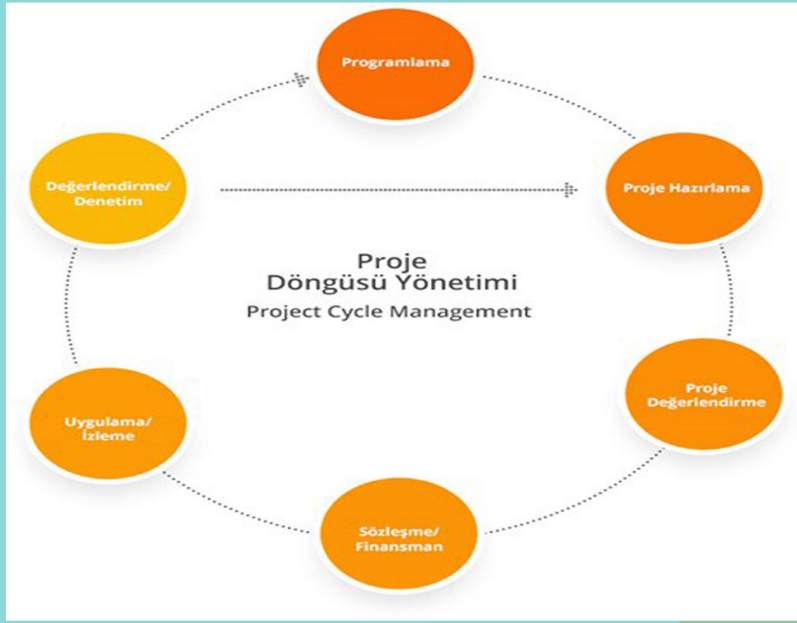 Programlama
Proje Hazırlama
Proje
Değerlendirme
Sözleşme/
Finansman
Uygulama/
İzleme
Değerlendirme/
Denetim
Proje
Döngüsü Yönetimi
Project Cycle Management